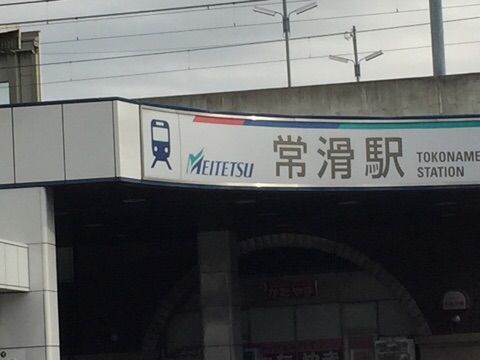 MEITETSU 常滑駅 TOKONAME
STATION